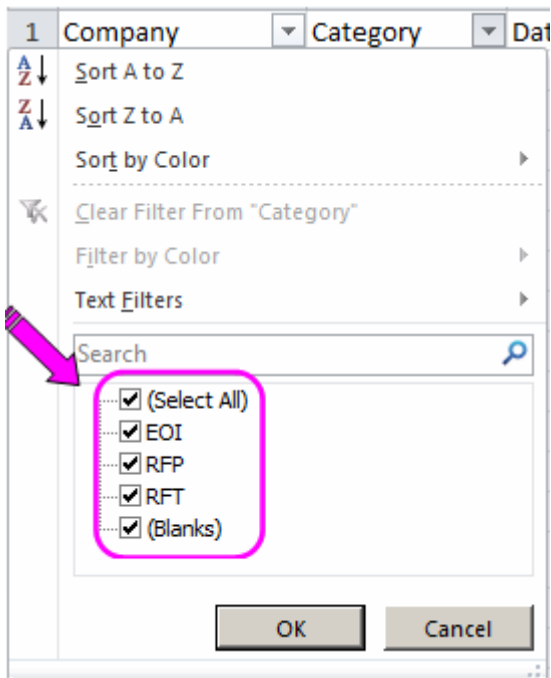 1 Company Category Dat
Sort A to Z
Sort Z to A
Sort by Color
Clear Filter From "Category"
Filter by Color
Text Filters
Search
(Select All)
EOI
RFP
RFT
(Blanks)
OK Cancel